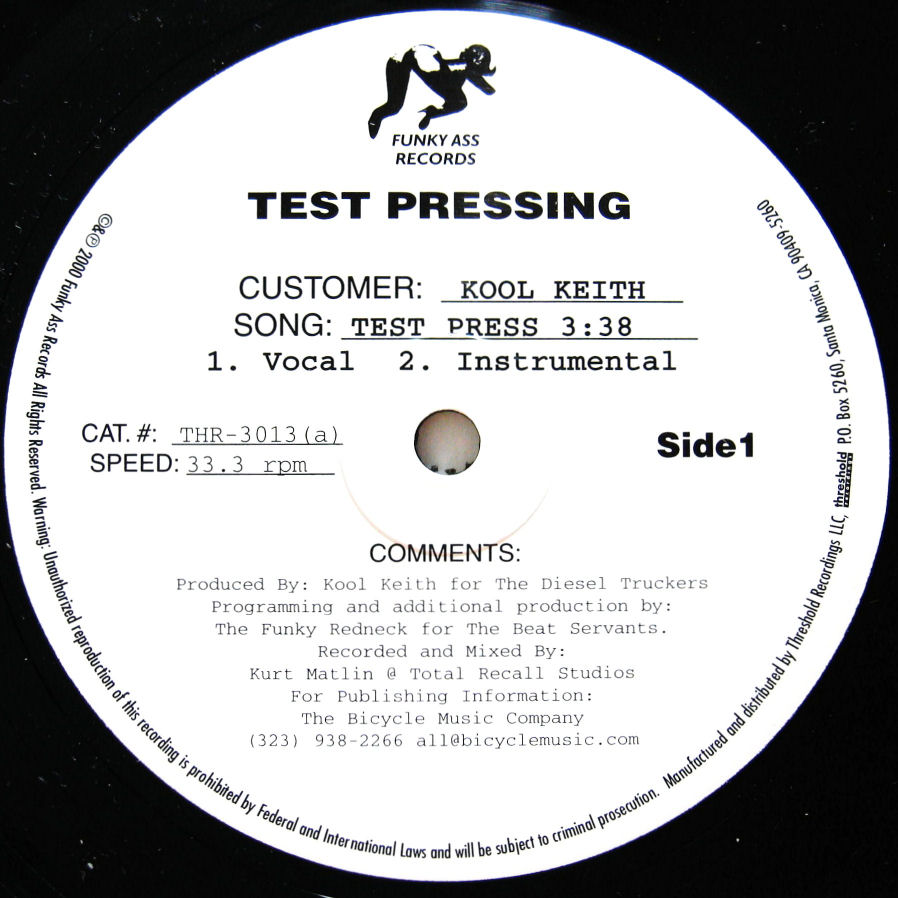 FUNKY ASS
RECORDS
TEST PRESSING
CUSTOMER: KOOL KEITH
SONG: TEST PRESS 3:38
1. Vocal 2. Instrumental
CAT. #: THR-3013(a)
SPEED: 33.3 rpm
Side1
COMMENTS:
Produced By: Kool Keith for The Diesel Truckers
Programming and additional production by:
The Funky Redneck for The Beat Servants.
Recorded and Mixed By:
Kurt Matlin @ Total Recall Studios
For Publishing Information:
The Bicycle Music Company
(323) 938-2266 all@bicyclemusic.com
©&℗ 2000 Funky Ass Records All Rights Reserved. Warning: Unauthorized reproduction of this recording is prohibited by Federal and International Laws and will be subject to criminal prosecution. Manufactured and distributed by Threshold Recordings LLC, threshold P.O. Box 5260, Santa Monica, CA 90409-5260